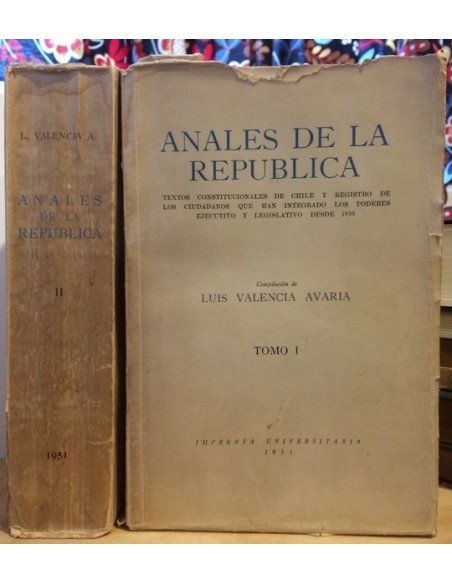 L. VALENCIA A.
ANALES
DE LA
REPUBLICA
II
1951
ANALES DE LA
REPUBLICA
TEXTOS CONSTITUCIONALES DE CHILE Y REGISTRO DE
LOS CIUDADANOS QUE HAN INTEGRADO LOS PODERES
EJECUTIVO Y LEGISLATIVO DESDE 1810
Compilación de
LUIS VALENCIA AVARIA
TOMO I
IMPRENTA UNIVERSITARIA
1951